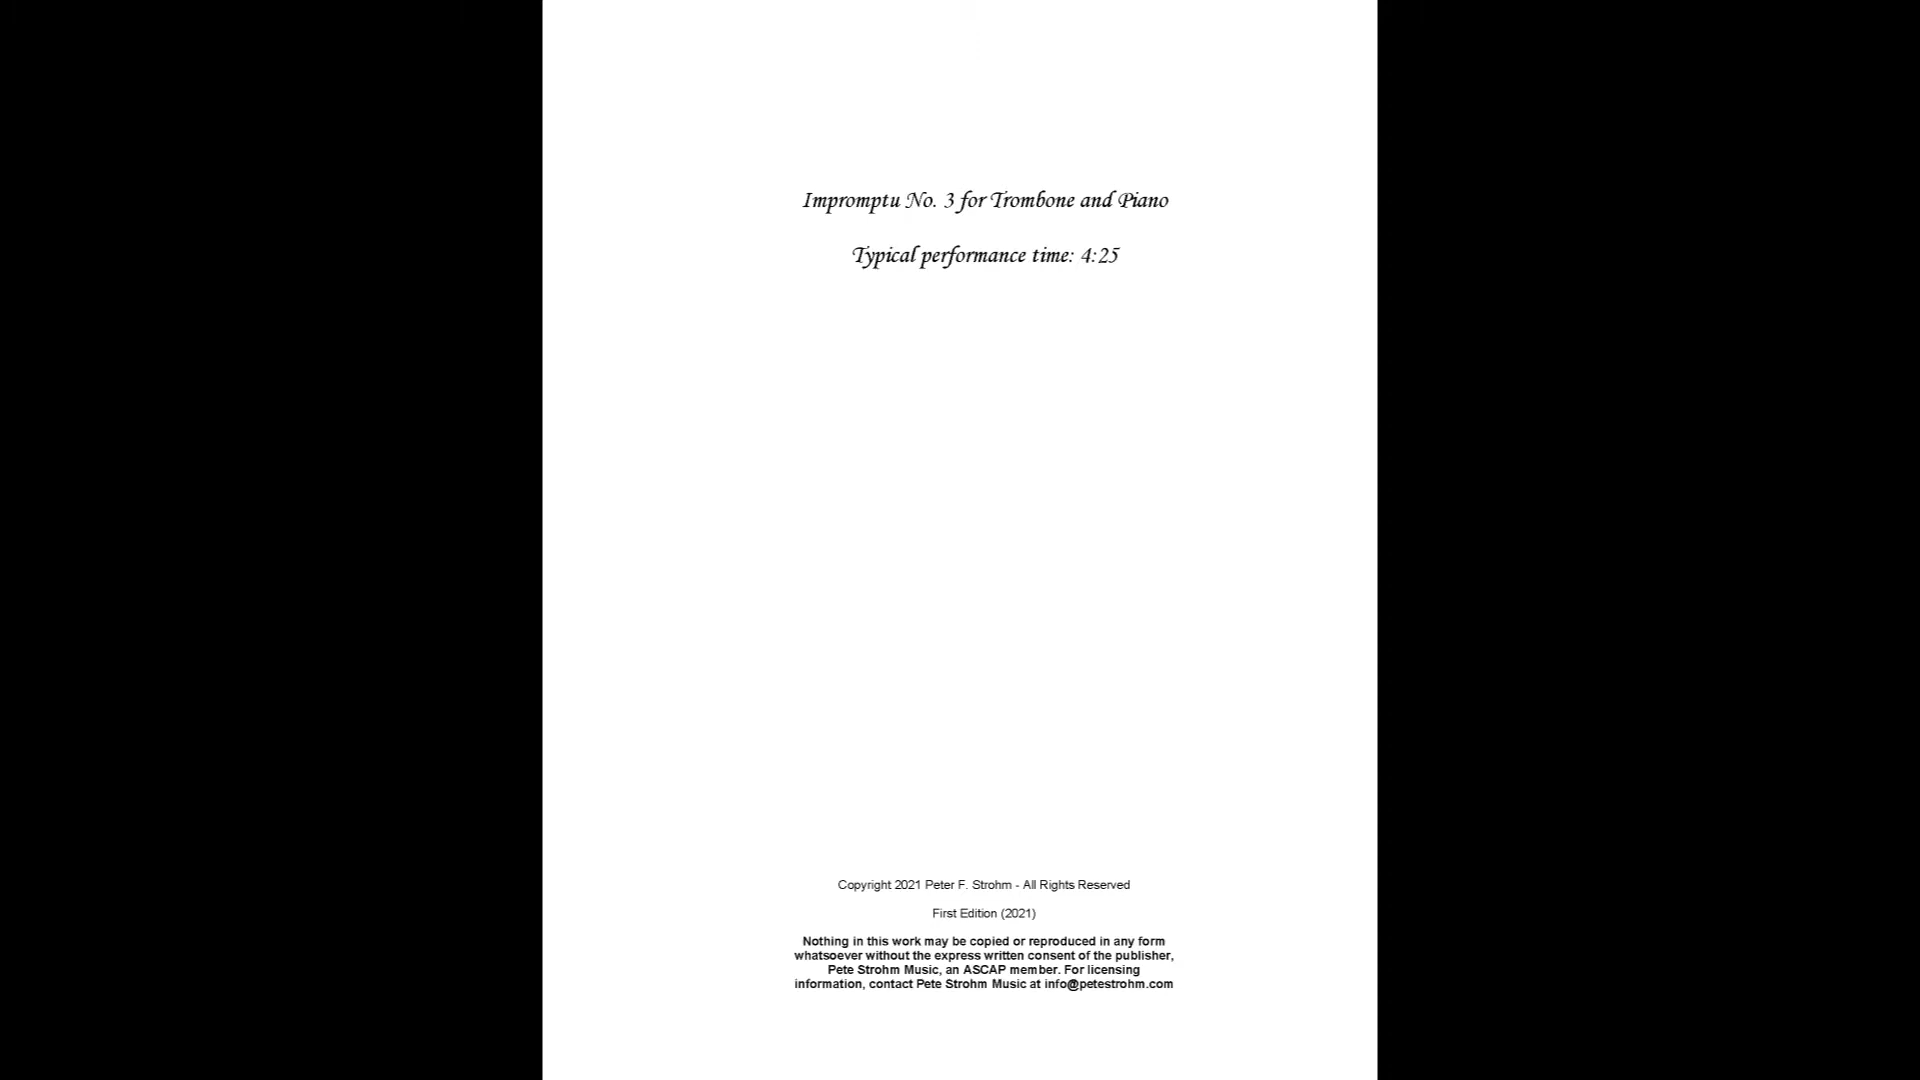 Impromptu No. 3 for Trombone and Piano
Typical performance time: 4:25
Copyright 2021 Peter F. Strohm - All Rights Reserved
First Edition (2021)
Nothing in this work may be copied or reproduced in any form
whatsoever without the express written consent of the publisher,
Pete Strohm Music, an ASCAP member. For licensing
information, contact Pete Strohm Music at info@petestrohm.com